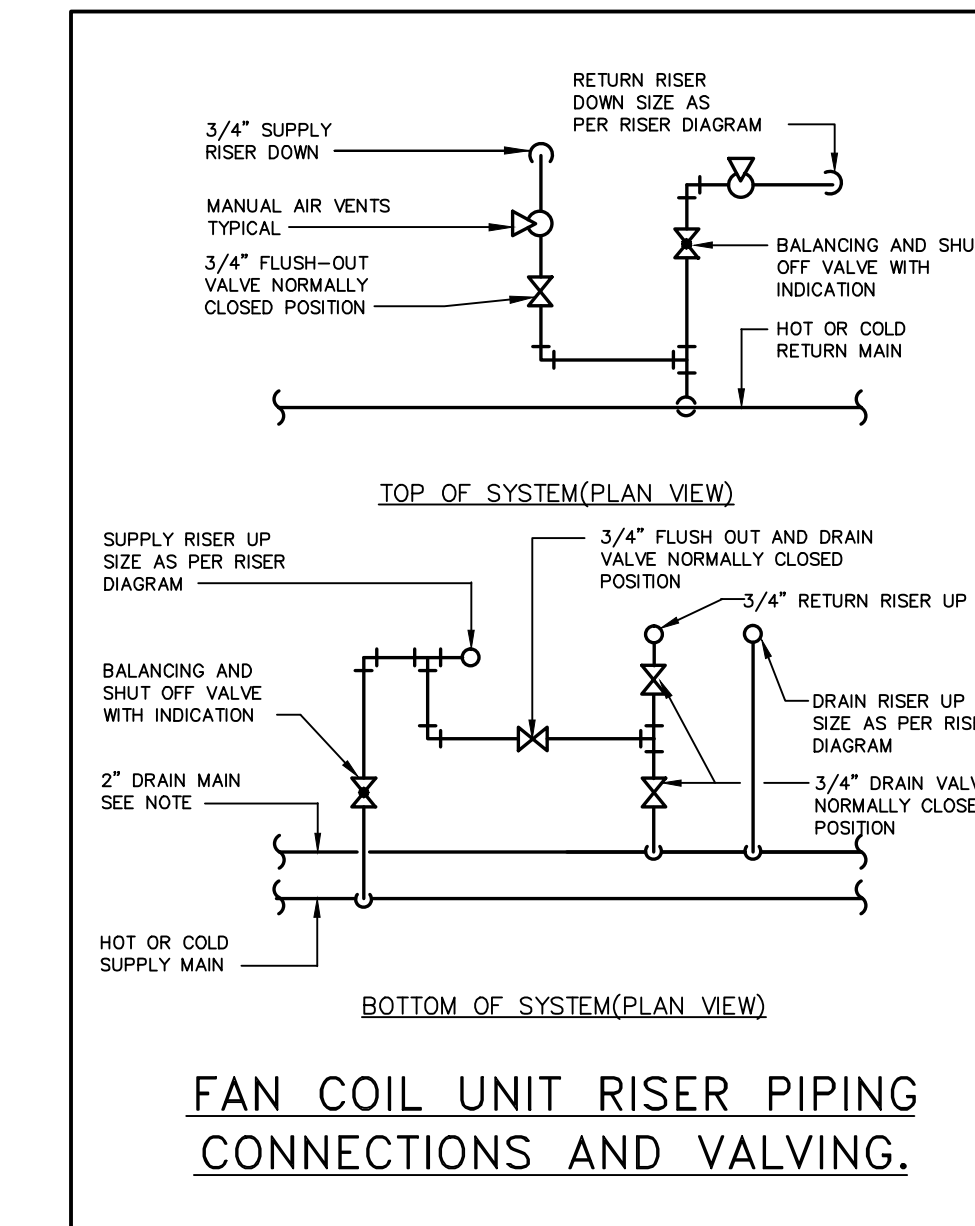 3/4" SUPPLY
RISER DOWN
RETURN RISER
DOWN SIZE AS
PER RISER DIAGRAM
MANUAL AIR VENTS
TYPICAL
3/4" FLUSH-OUT
VALVE NORMALLY
CLOSED POSITION
BALANCING AND SHU
OFF VALVE WITH
INDICATION
HOT OR COLD
RETURN MAIN
TOP OF SYSTEM(PLAN VIEW)
SUPPLY RISER UP
SIZE AS PER RISER
DIAGRAM
3/4" FLUSH OUT AND DRAIN
VALVE NORMALLY CLOSED
POSITION
3/4" RETURN RISER UP
BALANCING AND
SHUT OFF VALVE
WITH INDICATION
DRAIN RISER UP
SIZE AS PER RISE
DIAGRAM
2" DRAIN MAIN
SEE NOTE
3/4" DRAIN VALV
NORMALLY CLOSE
POSITION
HOT OR COLD
SUPPLY MAIN
BOTTOM OF SYSTEM(PLAN VIEW)
FAN COIL UNIT RISER PIPING
CONNECTIONS AND VALVING.